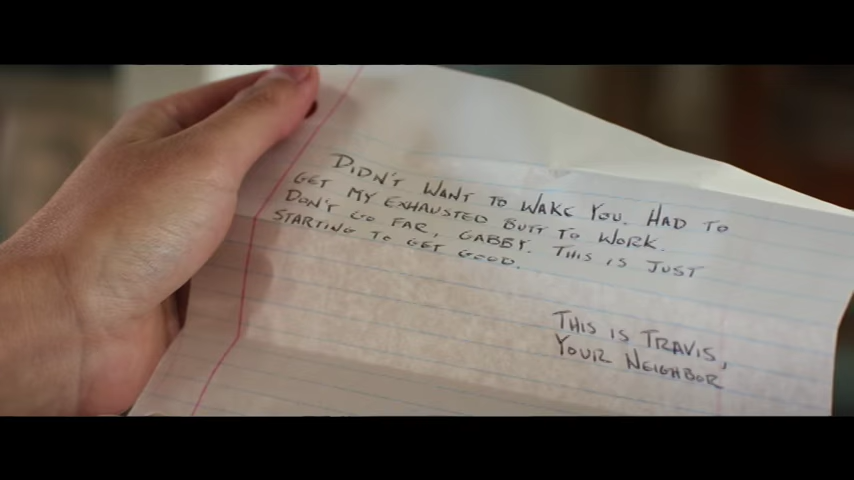 DIDN'T WANT TO WAKE YOU. HAD TO
GET MY EXHAUSTED BUTT TO WORK.
DON'T GO FAR, GABBY. THIS IS JUST
STARTING TO GET GOOD.
THIS IS TRAVIS,
YOUR NEIGHBOR